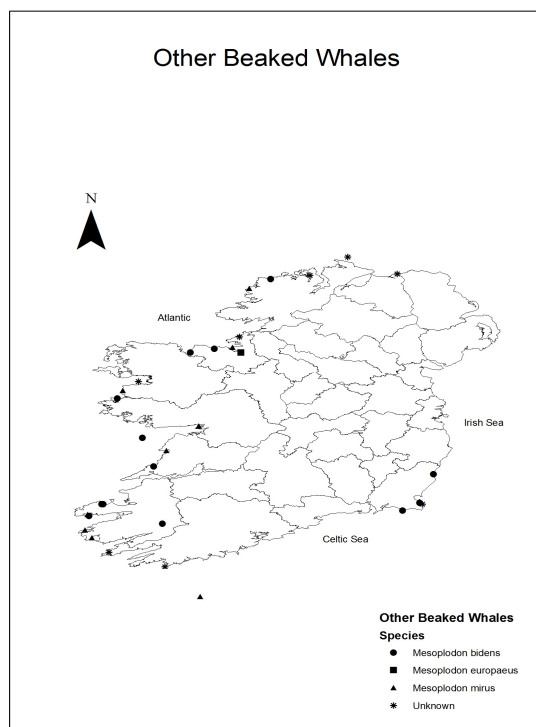 Other Beaked Whales
N
Atlantic
Irish Sea
Celtic Sea
Other Beaked Whales
Species
Mesoplodon bidens
Mesoplodon europaeus
Mesoplodon mirus
Unknown